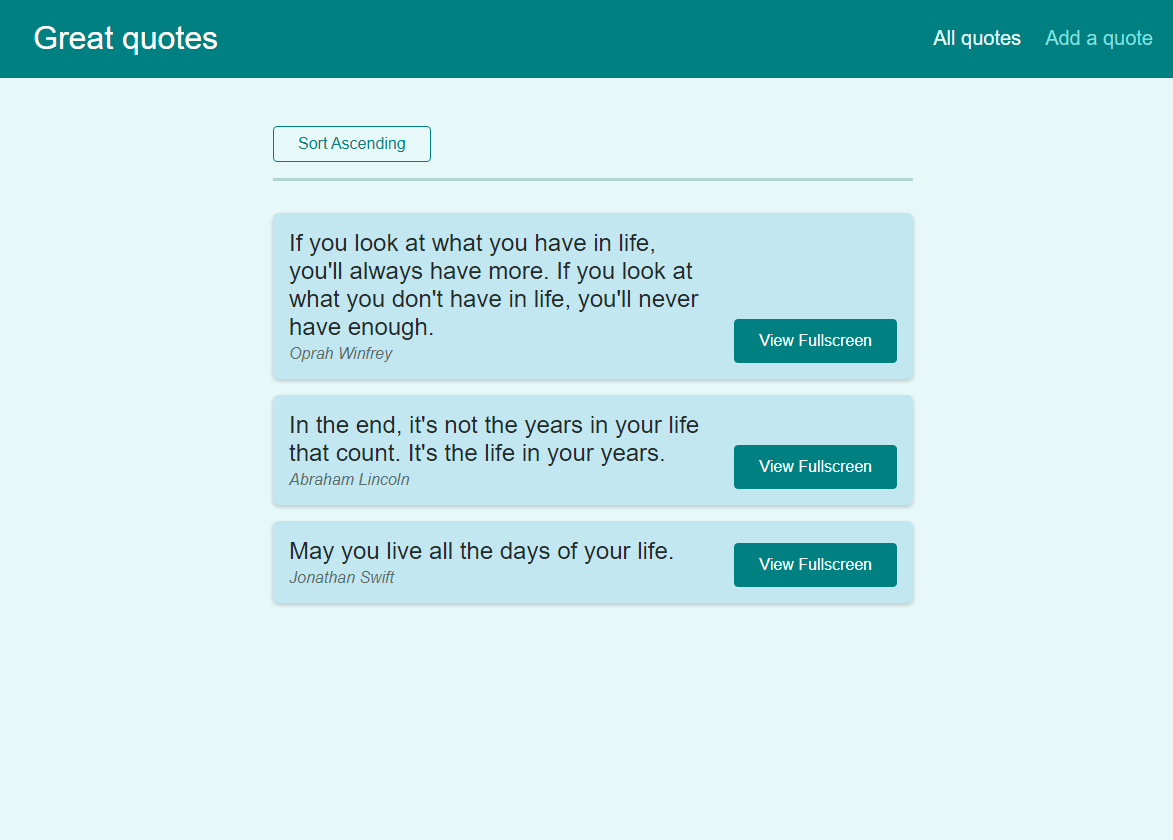 Great quotes
All quotes
Add a quote
Sort Ascending
If you look at what you have in life,
you'll always have more. If you look at
what you don't have in life, you'll never
have enough.
Oprah Winfrey
View Fullscreen
In the end, it's not the years in your life
that count. It's the life in your years.
Abraham Lincoln
View Fullscreen
May you live all the days of your life.
Jonathan Swift
View Fullscreen